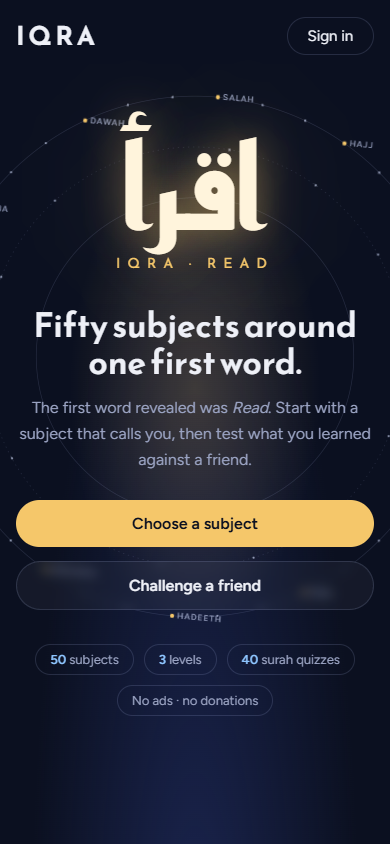 IQRA
Sign in
SALAH
DAWAH
HAJJ
اقرأ
IQRA · READ
Fifty subjects around
one first word.
The first word revealed was Read. Start with a
subject that calls you, then test what you learned
against a friend.
Choose a subject
Challenge a friend
HADEETH
50 subjects
3 levels
40 surah quizzes
No ads · no donations